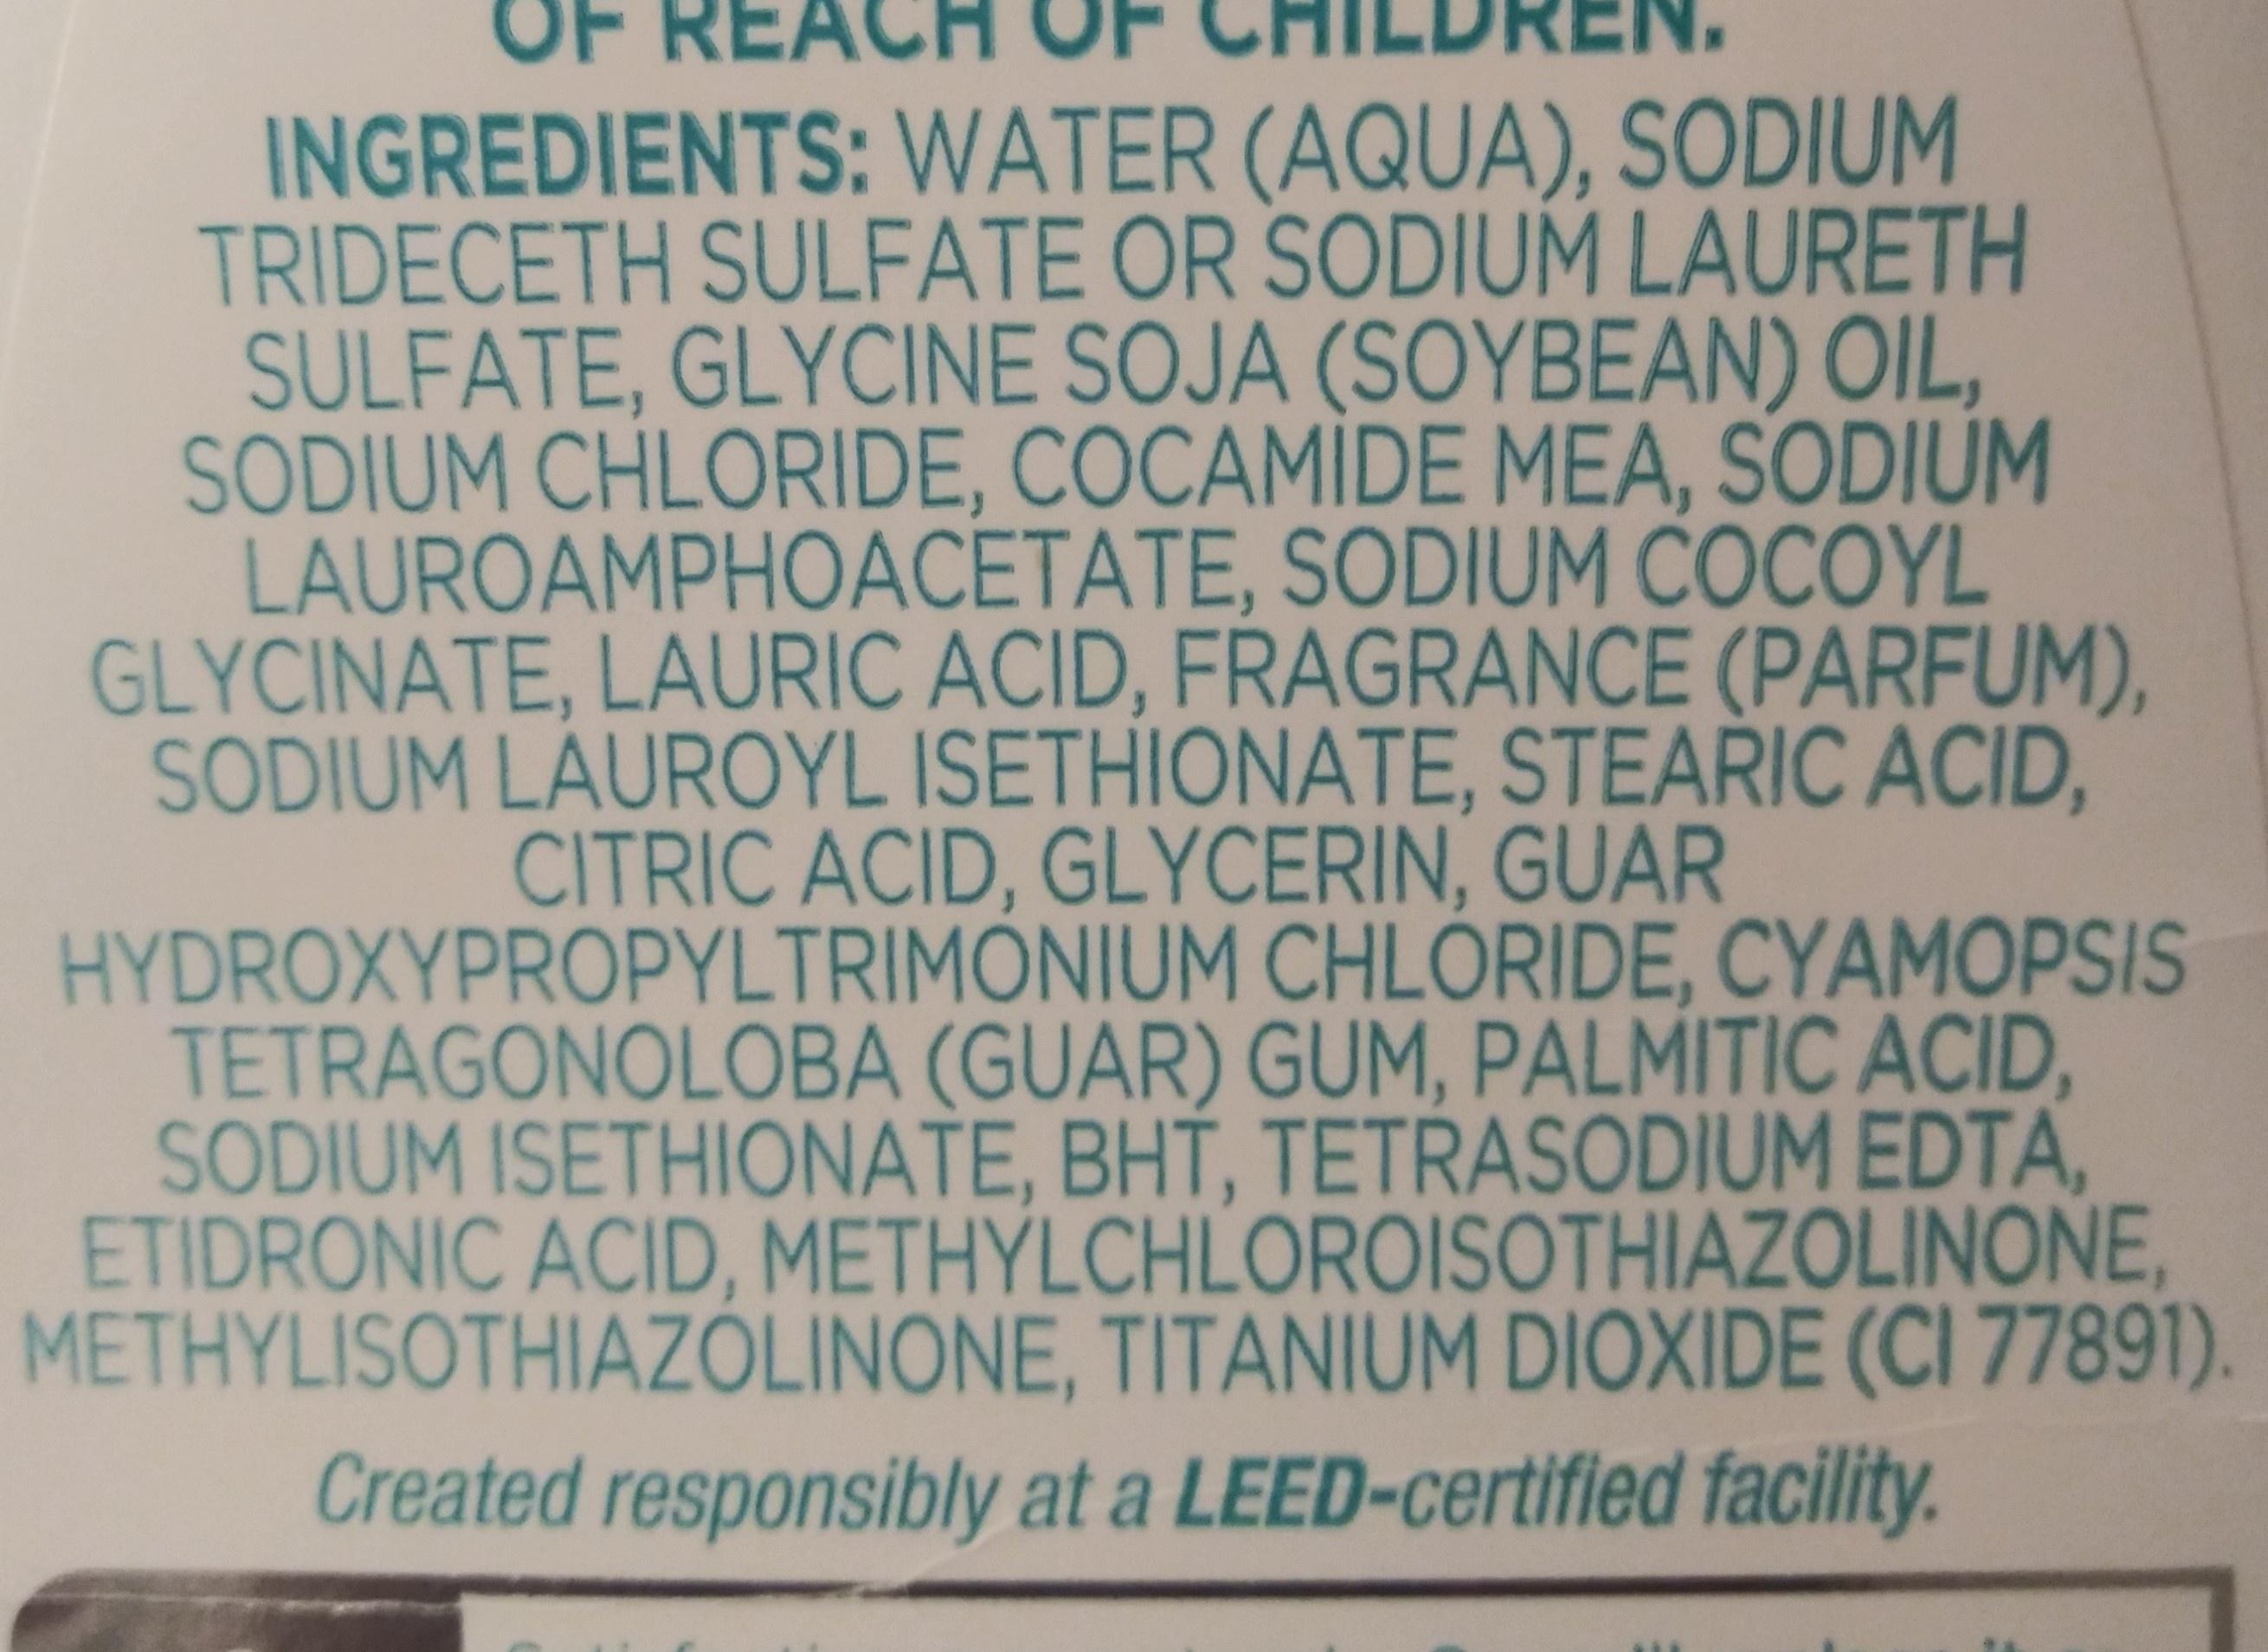 OF REACH OF CHILDREN.
INGREDIENTS: WATER (AQUA), SODIUM
TRIDECETH SULFATE OR SODIUM LAURETH
SULFATE, GLYCINE SOJA (SOYBEAN) OIL,
SODIUM CHLORIDE, COCAMIDE MEA, SODIUM
LAUROAMPHOACETATE, SODIUM COCOYL
GLYCINATE, LAURIC ACID, FRAGRANCE (PARFUM),
SODIUM LAUROYL ISETHIONATE, STEARIC ACID,
CITRIC ACID, GLYCERIN, GUAR
HYDROXYPROPYLTRIMONIUM CHLORIDE, CYAMOPSIS
TETRAGONOLOBA (GUAR) GUM, PALMITIC ACID,
SODIUM ISETHIONATE, BHT, TETRASODIUM EDTA,
ETIDRONIC ACID, METHYLCHLOROISOTHIAZOLINONE,
METHYLISOTHIAZOLINONE, TITANIUM DIOXIDE (CI 77891).
Created responsibly at a LEED-certified facility.